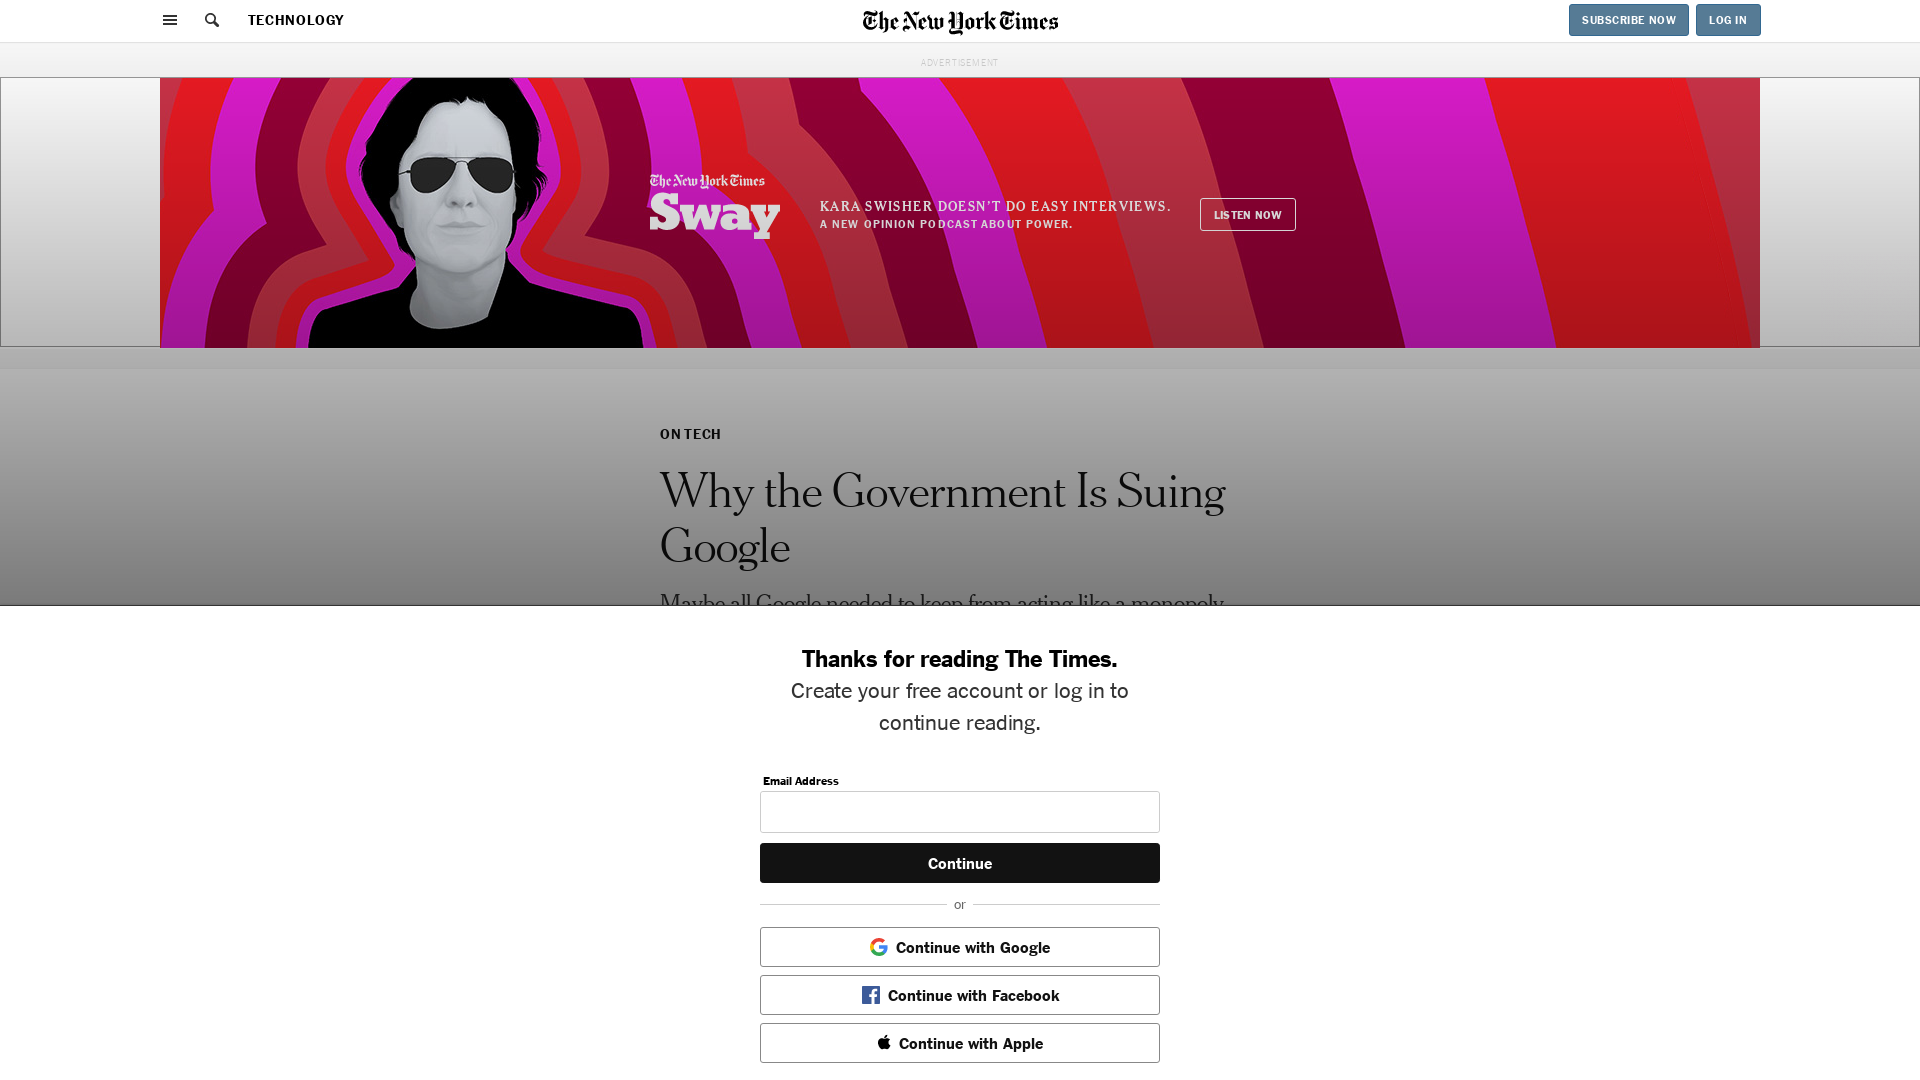 TECHNOLOGY
The New York Times
SUBSCRIBE NOW
LOG IN
ADVERTISEMENT
The New York Times
Sway
KARA SWISHER DOESN'T DO EASY INTERVIEWS.
A NEW OPINION PODCAST ABOUT POWER.
LISTEN NOW
ON TECH
Why the Government Is Suing
Google
Maybe all Google needed to keep from acting like a monopoly
Thanks for reading The Times.
Create your free account or log in to
continue reading.
Email Address
Continue
or
Continue with Google
Continue with Facebook
Continue with Apple